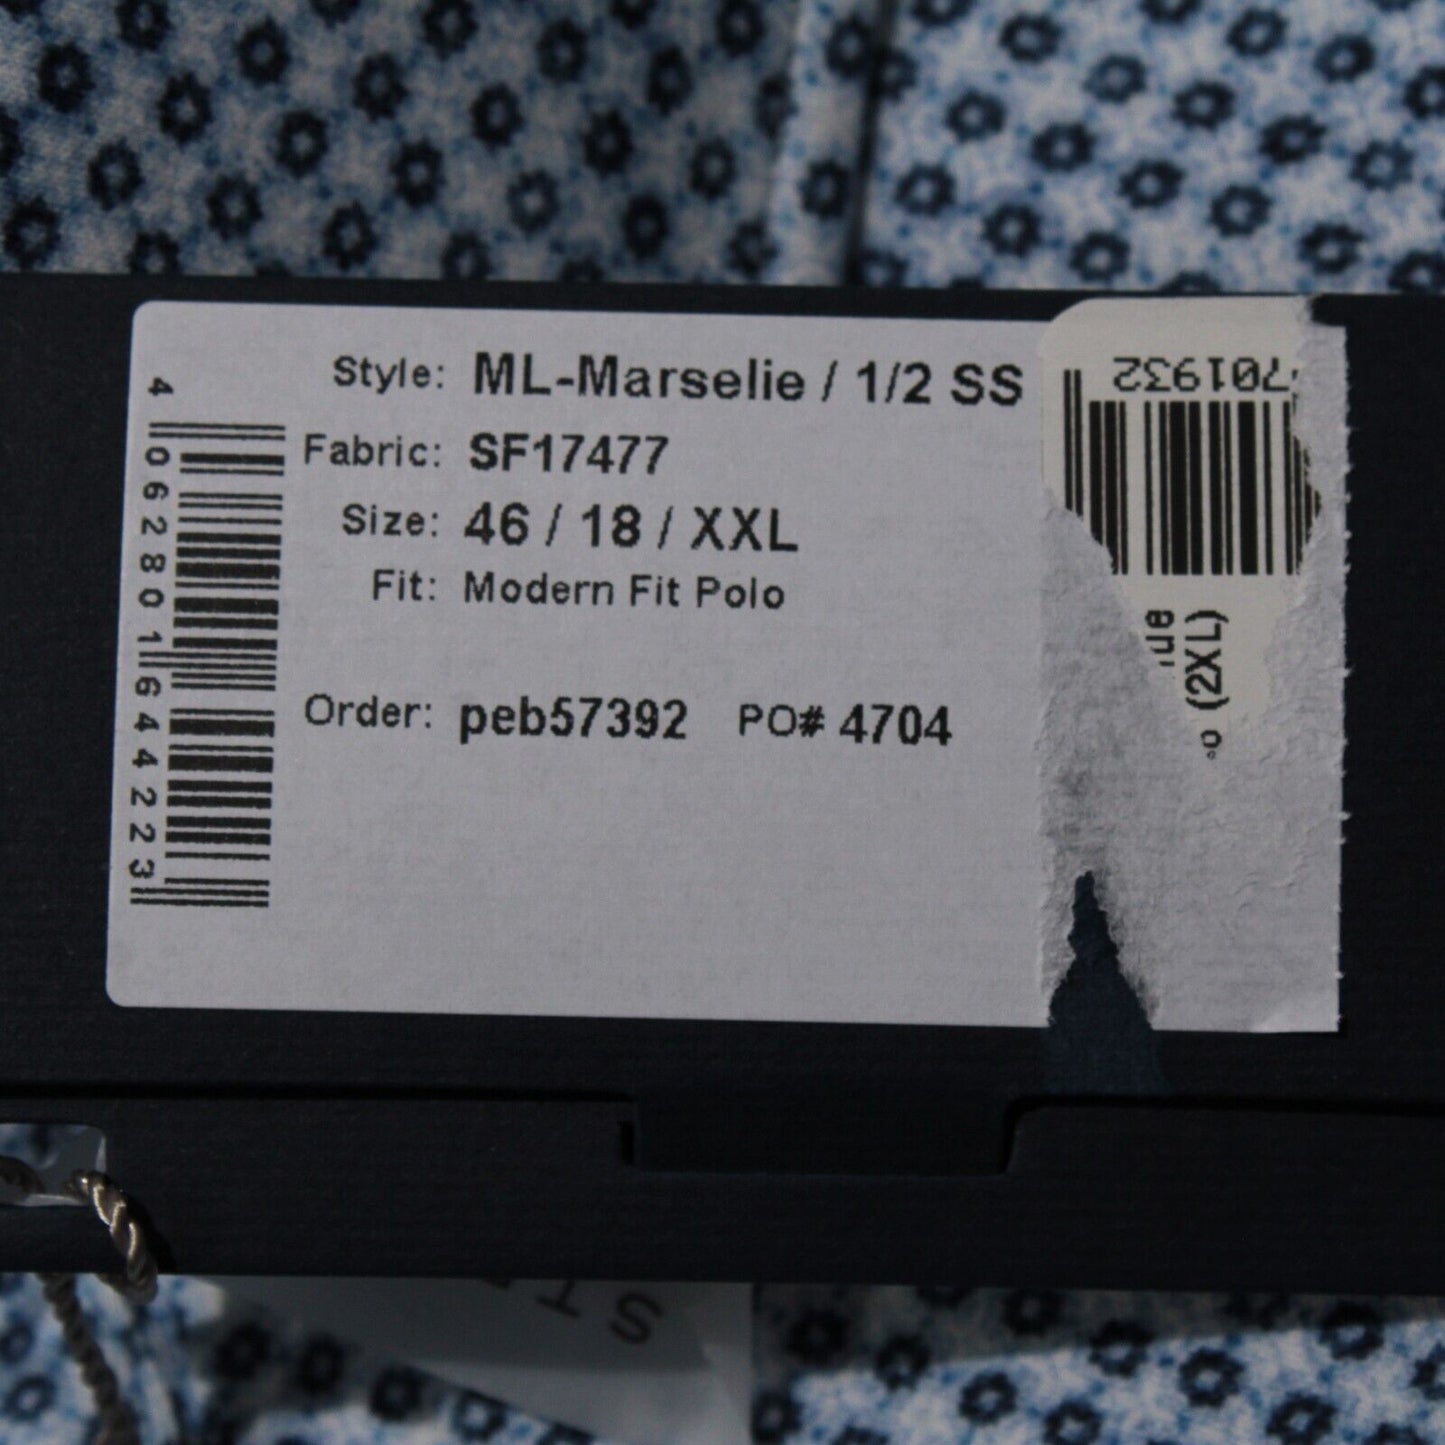 Style: ML-Marselie / 1/2 SS
Fabric: SF17477
Size: 46 / 18 / XXL
Fit: Modern Fit Polo
Order: peb57392 PO# 4704
4 062801 644223
701932
(2XL)
ST